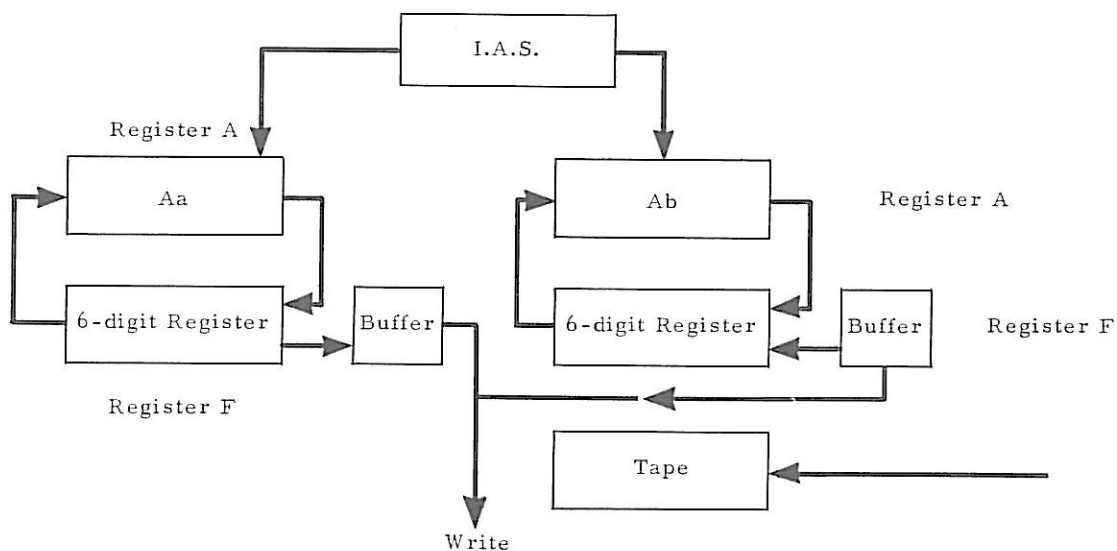 I.A.S.
Register A
Aa
Ab
Register A
6-digit Register
Buffer
6-digit Register
Buffer
Register F
Register F
Tape
Write